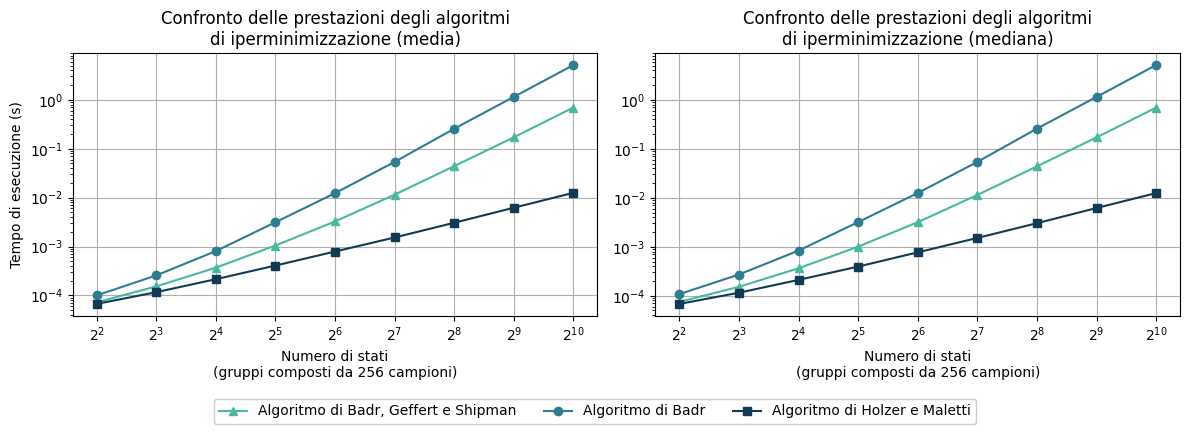 Confronto delle prestazioni degli algoritmi
di iperminimizzazione (media)
Tempo di esecuzione (s)
10⁰
10⁻¹
10⁻²
10⁻³
10⁻⁴
2² 2³ 2⁴ 2⁵ 2⁶ 2⁷ 2⁸ 2⁹ 2¹⁰
Numero di stati
(gruppi composti da 256 campioni)
Confronto delle prestazioni degli algoritmi
di iperminimizzazione (mediana)
10⁰
10⁻¹
10⁻²
10⁻³
10⁻⁴
2² 2³ 2⁴ 2⁵ 2⁶ 2⁷ 2⁸ 2⁹ 2¹⁰
Numero di stati
(gruppi composti da 256 campioni)
Algoritmo di Badr, Geffert e Shipman Algoritmo di Badr Algoritmo di Holzer e Maletti